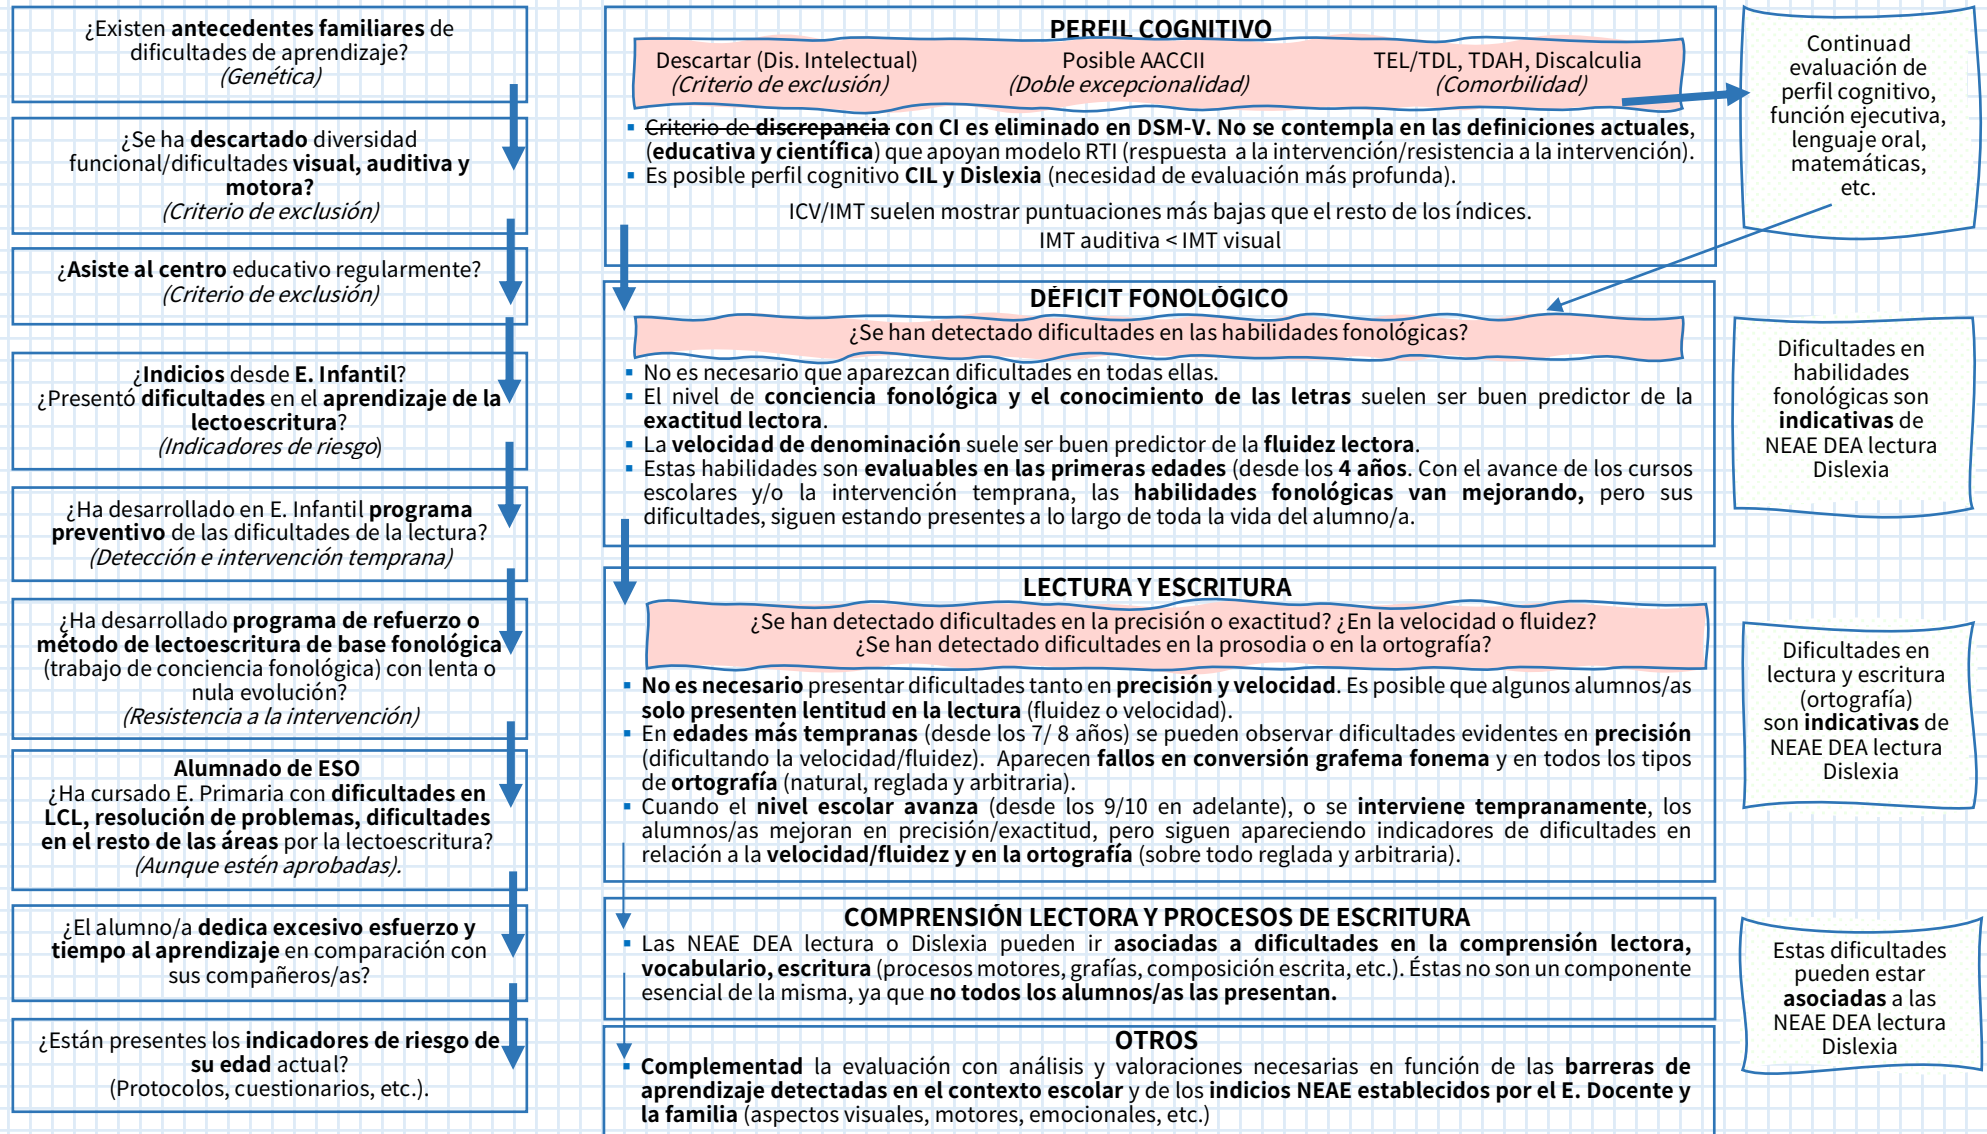 ¿Existen antecedentes familiares de
dificultades de aprendizaje?
(Genética)
¿Se ha descartado diversidad
funcional/dificultades visual, auditiva y
motora?
(Criterio de exclusión)
¿Asiste al centro educativo regularmente?
(Criterio de exclusión)
¿Indicios desde E. Infantil?
¿Presentó dificultades en el aprendizaje de la
lectoescritura?
(Indicadores de riesgo)
¿Ha desarrollado en E. Infantil programa
preventivo de las dificultades de la lectura?
(Detección e intervención temprana)
¿Ha desarrollado programa de refuerzo o
método de lectoescritura de base fonológica
(trabajo de conciencia fonológica) con lenta o
nula evolución?
(Resistencia a la intervención)
Alumnado de ESO
¿Ha cursado E. Primaria con dificultades en
LCL, resolución de problemas, dificultades
en el resto de las áreas por la lectoescritura?
(Aunque estén aprobadas).
¿El alumno/a dedica excesivo esfuerzo y
tiempo al aprendizaje en comparación con
sus compañeros/as?
¿Están presentes los indicadores de riesgo de
su edad actual?
(Protocolos, cuestionarios, etc.).
PERFIL COGNITIVO
Descartar (Dis. Intelectual) Posible AACCII TEL/TDL, TDAH, Discalculia
(Criterio de exclusión) (Doble excepcionalidad) (Comorbilidad)
▪ Criterio de discrepancia con CI es eliminado en DSM-V. No se contempla en las definiciones actuales,
(educativa y científica) que apoyan modelo RTI (respuesta a la intervención/resistencia a la intervención).
▪ Es posible perfil cognitivo CIL y Dislexia (necesidad de evaluación más profunda).
ICV/IMT suelen mostrar puntuaciones más bajas que el resto de los índices.
IMT auditiva < IMT visual
DÉFICIT FONOLÓGICO
¿Se han detectado dificultades en las habilidades fonológicas?
▪ No es necesario que aparezcan dificultades en todas ellas.
▪ El nivel de conciencia fonológica y el conocimiento de las letras suelen ser buen predictor de la
exactitud lectora.
▪ La velocidad de denominación suele ser buen predictor de la fluidez lectora.
▪ Estas habilidades son evaluables en las primeras edades (desde los 4 años. Con el avance de los cursos
escolares y/o la intervención temprana, las habilidades fonológicas van mejorando, pero sus
dificultades, siguen estando presentes a lo largo de toda la vida del alumno/a.
LECTURA Y ESCRITURA
¿Se han detectado dificultades en la precisión o exactitud? ¿En la velocidad o fluidez?
¿Se han detectado dificultades en la prosodia o en la ortografía?
▪ No es necesario presentar dificultades tanto en precisión y velocidad. Es posible que algunos alumnos/as
solo presenten lentitud en la lectura (fluidez o velocidad).
▪ En edades más tempranas (desde los 7/ 8 años) se pueden observar dificultades evidentes en precisión
(dificultando la velocidad/fluidez). Aparecen fallos en conversión grafema fonema y en todos los tipos
de ortografía (natural, reglada y arbitraria).
▪ Cuando el nivel escolar avanza (desde los 9/10 en adelante), o se interviene tempranamente, los
alumnos/as mejoran en precisión/exactitud, pero siguen apareciendo indicadores de dificultades en
relación a la velocidad/fluidez y en la ortografía (sobre todo reglada y arbitraria).
COMPRENSIÓN LECTORA Y PROCESOS DE ESCRITURA
▪ Las NEAE DEA lectura o Dislexia pueden ir asociadas a dificultades en la comprensión lectora,
vocabulario, escritura (procesos motores, grafías, composición escrita, etc.). Éstas no son un componente
esencial de la misma, ya que no todos los alumnos/as las presentan.
OTROS
▪ Complementad la evaluación con análisis y valoraciones necesarias en función de las barreras de
aprendizaje detectadas en el contexto escolar y de los indicios NEAE establecidos por el E. Docente y
la familia (aspectos visuales, motores, emocionales, etc.)
Continuad
evaluación de
perfil cognitivo,
función ejecutiva,
lenguaje oral,
matemáticas,
etc.
Dificultades en
habilidades
fonológicas son
indicativas de
NEAE DEA lectura
Dislexia
Dificultades en
lectura y escritura
(ortografía)
son indicativas de
NEAE DEA lectura
Dislexia
Estas dificultades
pueden estar
asociadas a las
NEAE DEA lectura
Dislexia